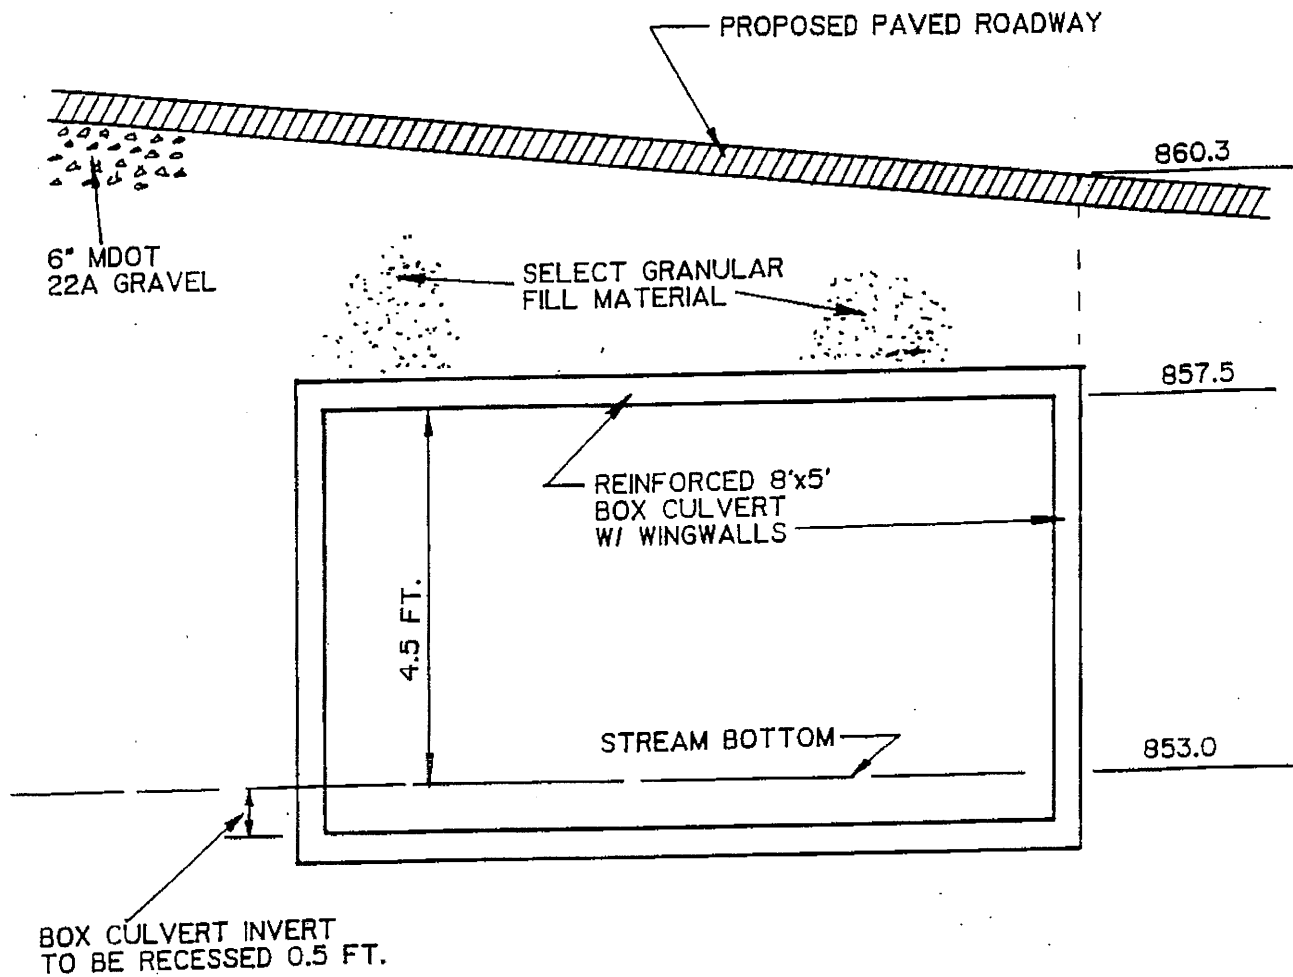 PROPOSED PAVED ROADWAY
860.3
6" MDOT
22A GRAVEL
SELECT GRANULAR
FILL MATERIAL
857.5
REINFORCED 8'x5'
BOX CULVERT
W/ WINGWALLS
4.5 FT.
STREAM BOTTOM
853.0
BOX CULVERT INVERT
TO BE RECESSED 0.5 FT.